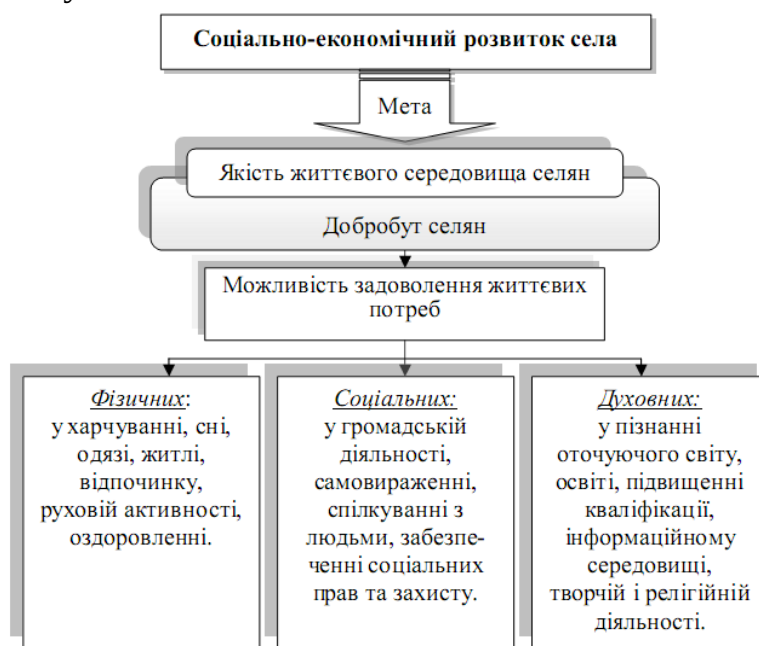 Соціально-економічний розвиток села
Мета
Якість життєвого середовища селян
Добробут селян
Можливість задоволення життєвих
потреб
Фізичних:
у харчуванні, сні,
одязі, житлі,
відпочинку,
руховій активності,
оздоровленні.
Соціальних:
у громадській
діяльності,
самовираженні,
спілкуванні з
людьми, забезпе-
ченні соціальних
прав та захисту.
Духовних:
у пізнанні
оточуючого світу,
освіті, підвищенні
кваліфікації,
інформаційному
середовищі,
творчій і релігійній
діяльності.